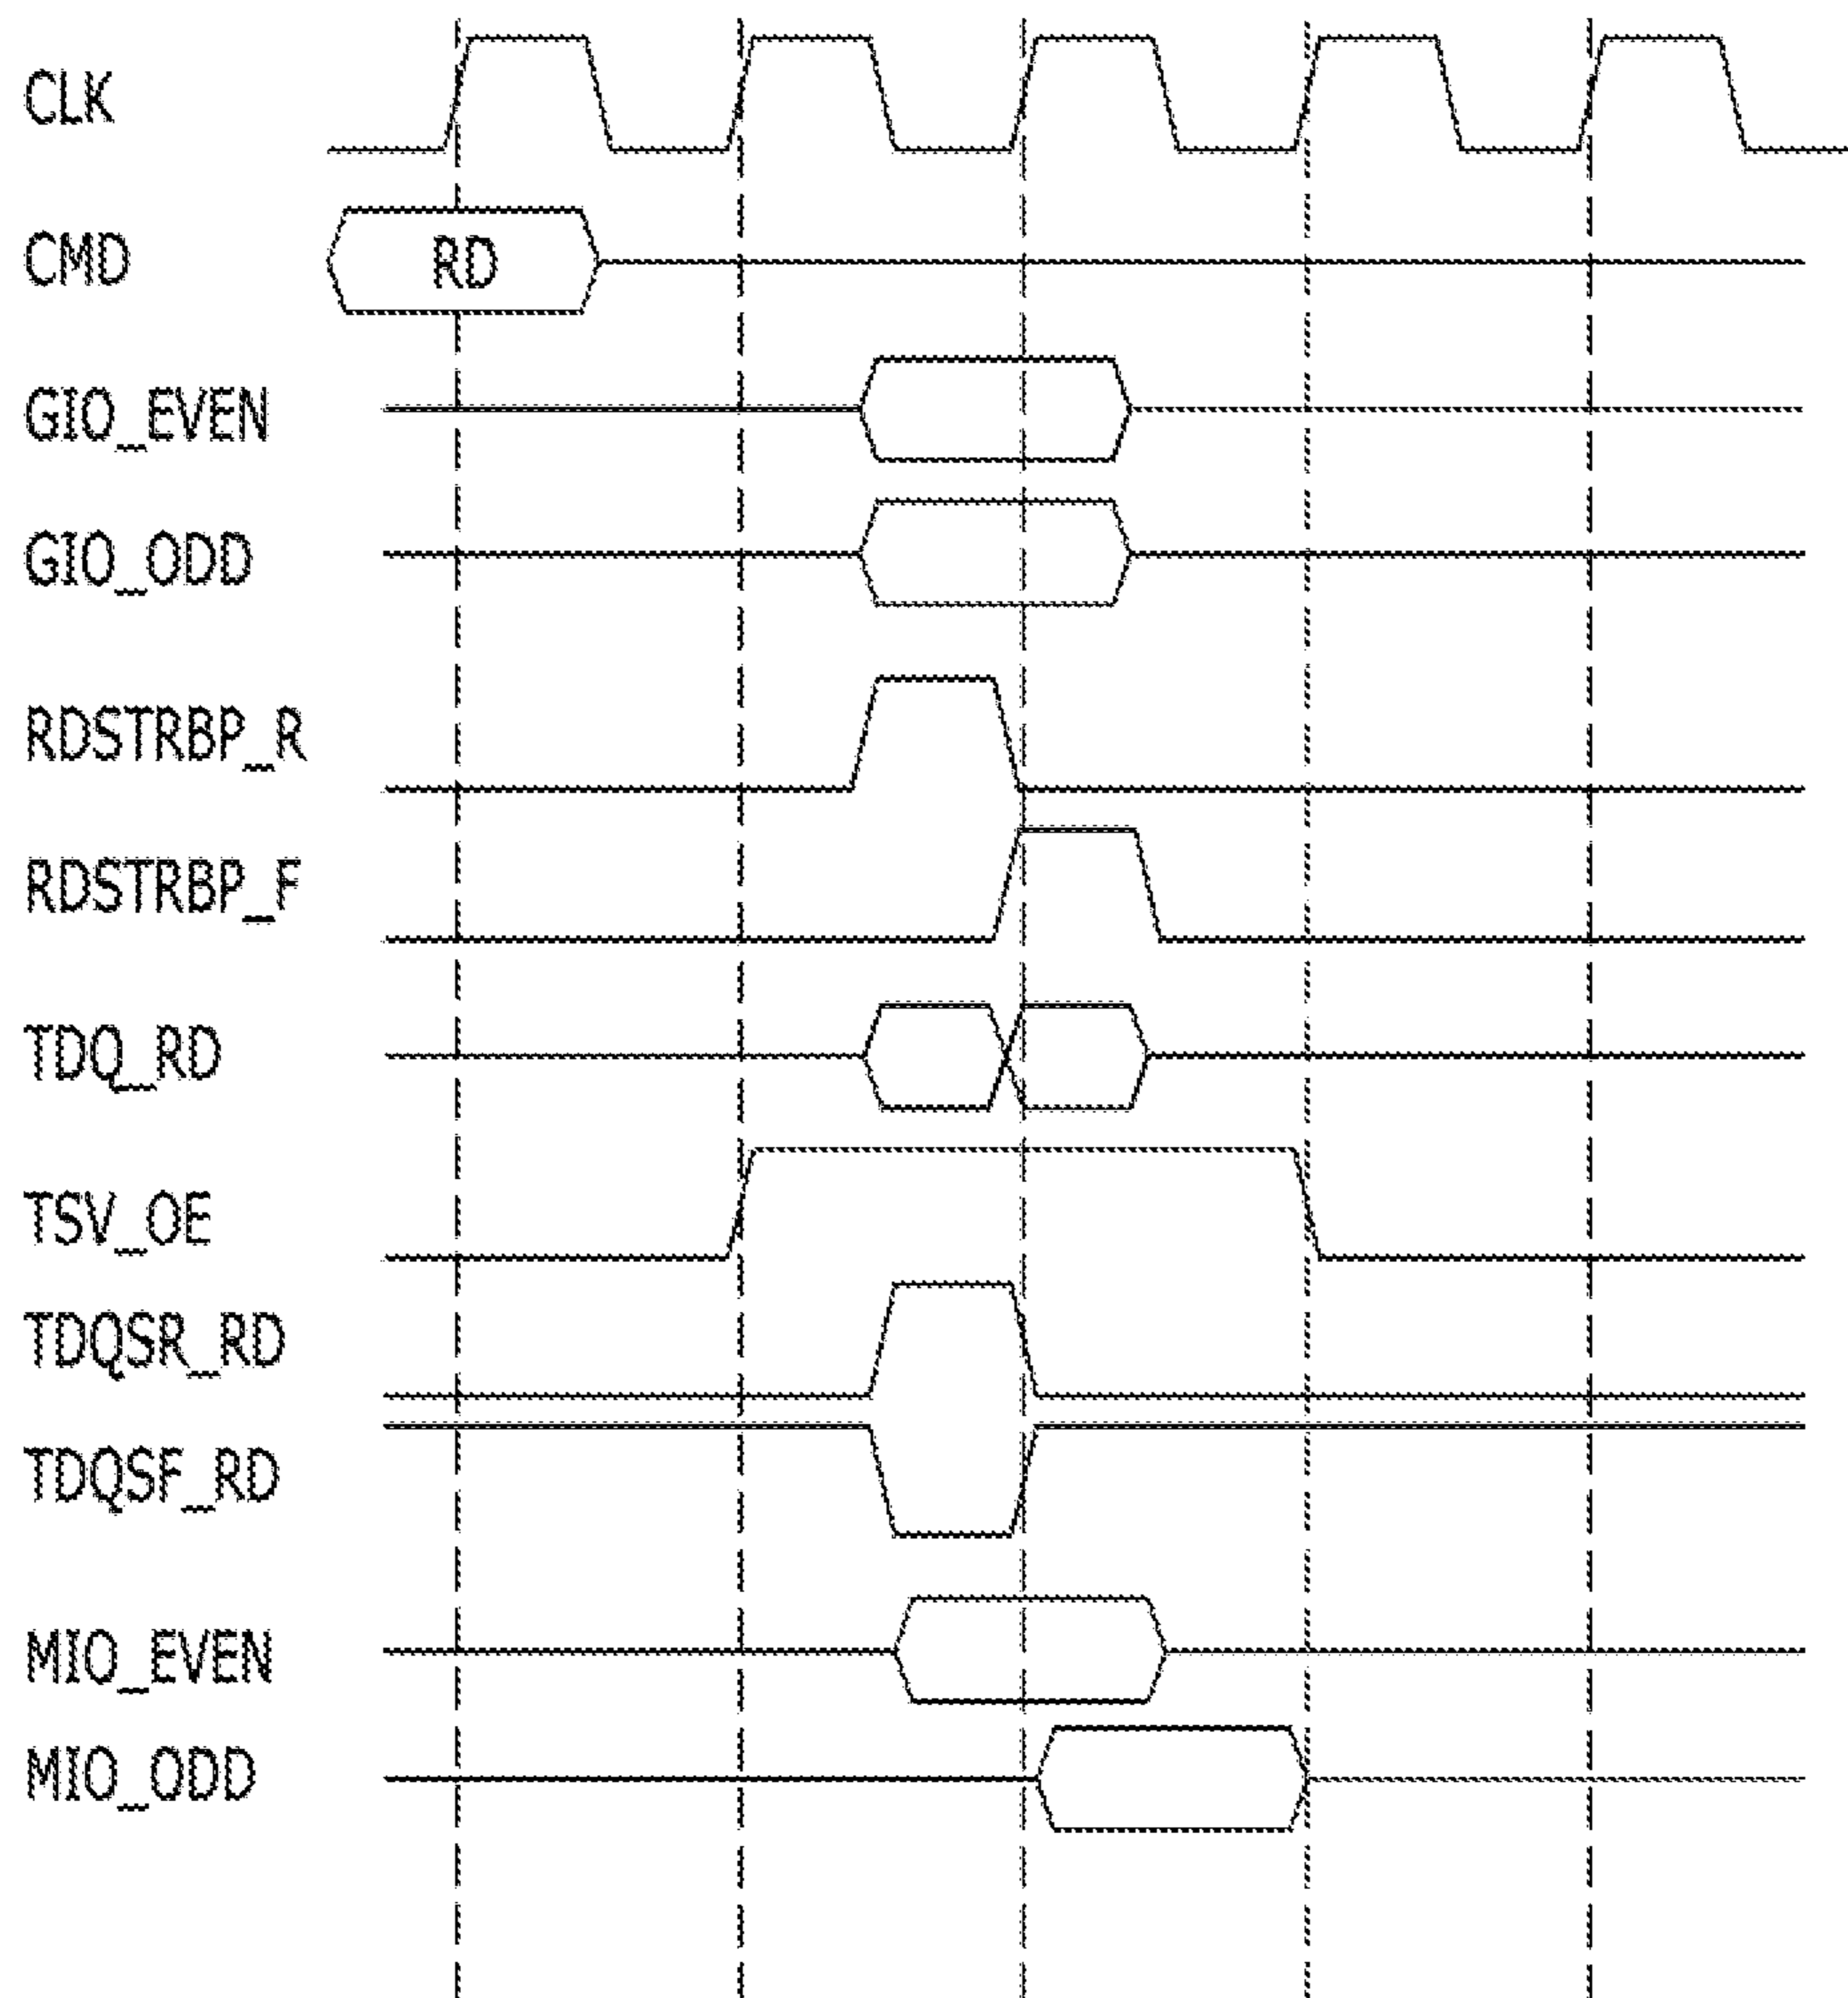 CLK
CMD
RD
GIO_EVEN
GIO_ODD
RDSTRBP_R
RDSTRBP_F
TDQ_RD
TSV_OE
TDQSR_RD
TDQSF_RD
MIO_EVEN
MIO_ODD